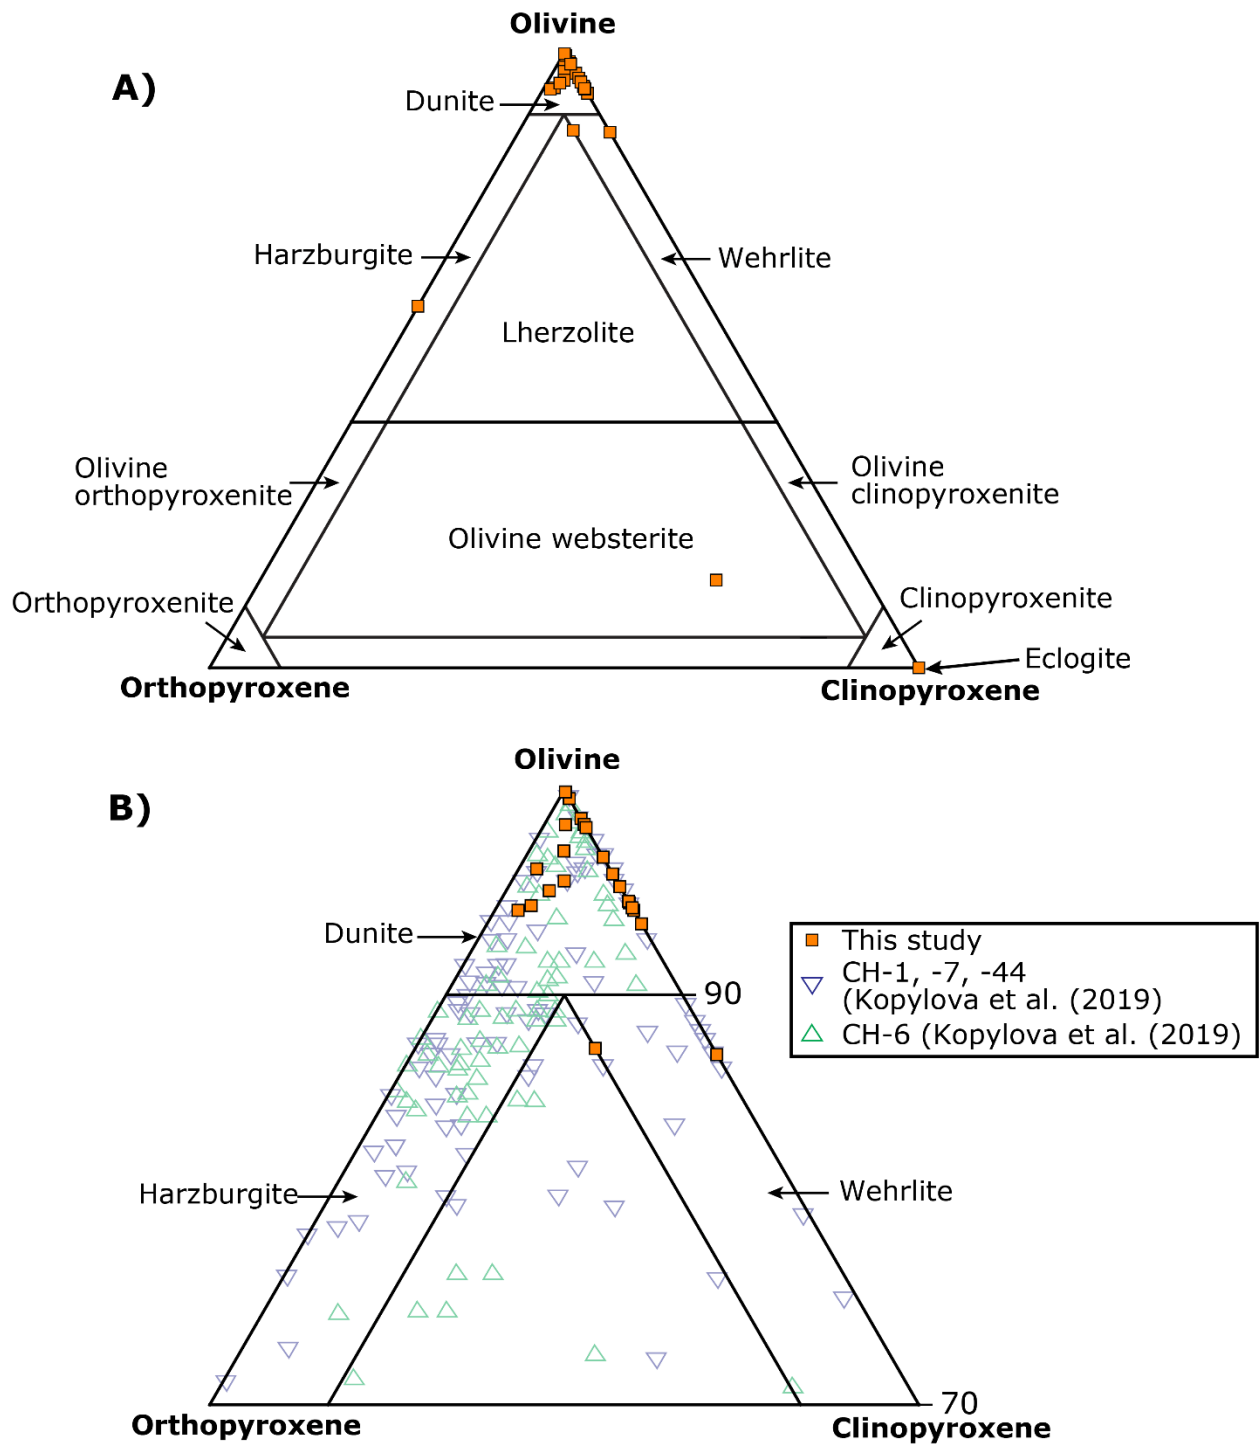 Olivine
A)
Dunite
Harzburgite
Wehrlite
Lherzolite
Olivine
orthopyroxenite
Olivine
clinopyroxenite
Olivine websterite
Orthopyroxenite
Clinopyroxenite
Eclogite
Orthopyroxene
Clinopyroxene
Olivine
B)
Dunite
This study
CH-1, -7, -44
(Kopylova et al. (2019)
CH-6 (Kopylova et al. (2019)
90
Harzburgite
Wehrlite
70
Orthopyroxene
Clinopyroxene